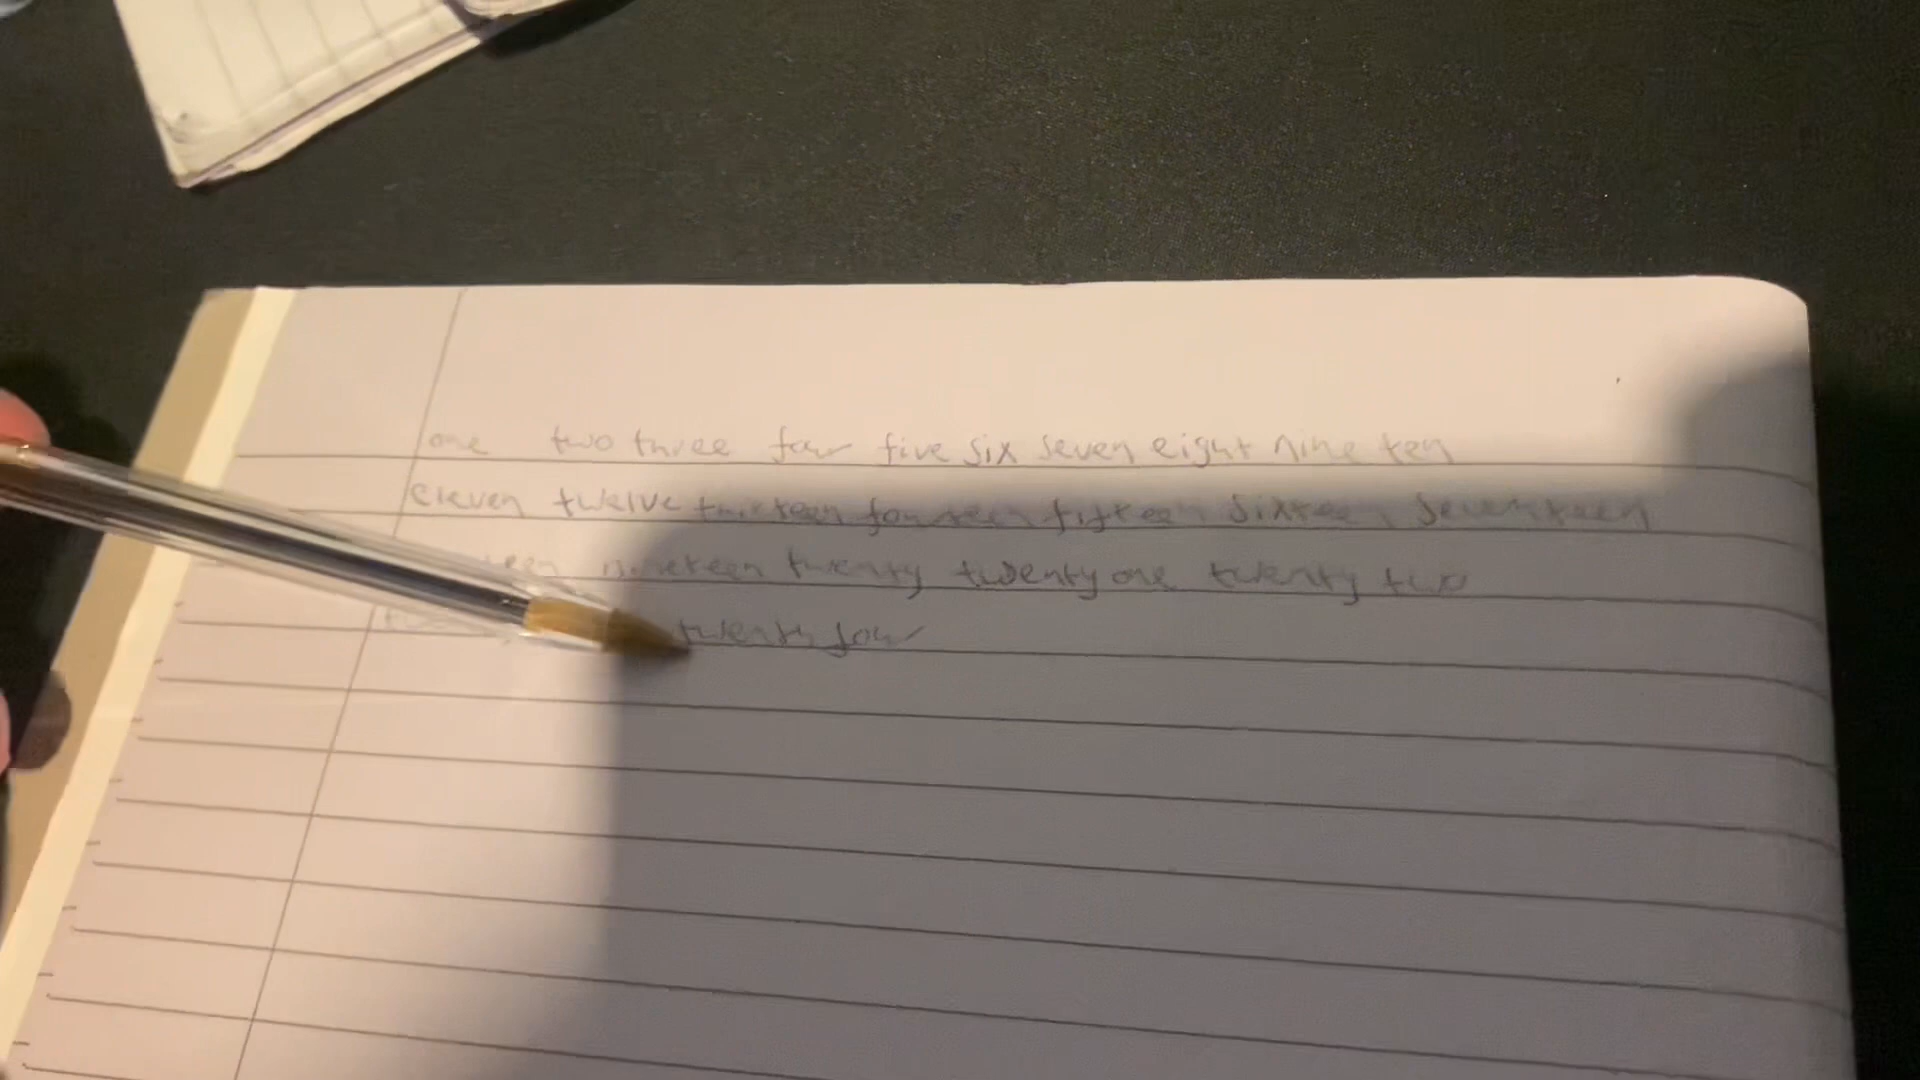 one two three four five six seven eight nine ten
eleven twelve thirteen fourteen fifteen sixteen seventeen
nineteen twenty twenty one twenty two
twenty four